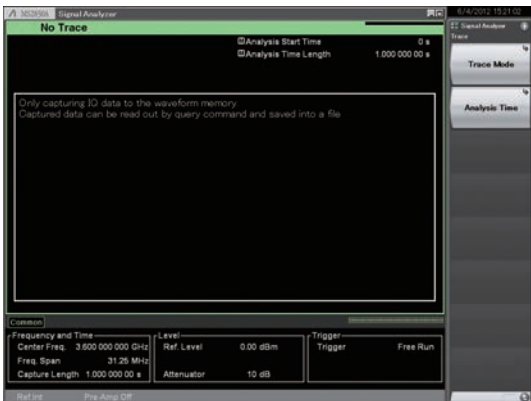 MS2690A Signal Analyzer
6/4/2012 15:21:02
No Trace
Signal Analyzer
Trace
Analysis Start Time 0 s
Analysis Time Length 1.000 000 00 s
Trace Mode
Analysis Time
Only capturing IQ data to the waveform memory
Captured data can be read out by query command and saved into a file
Common
Frequency and Time
Center Freq. 3.600 000 000 GHz
Freq. Span 31.25 MHz
Capture Length 1.000 000 00 s
Level
Ref. Level 0.00 dBm
Attenuator 10 dB
Trigger
Trigger Free Run
Ref.Int Pre-Amp Off